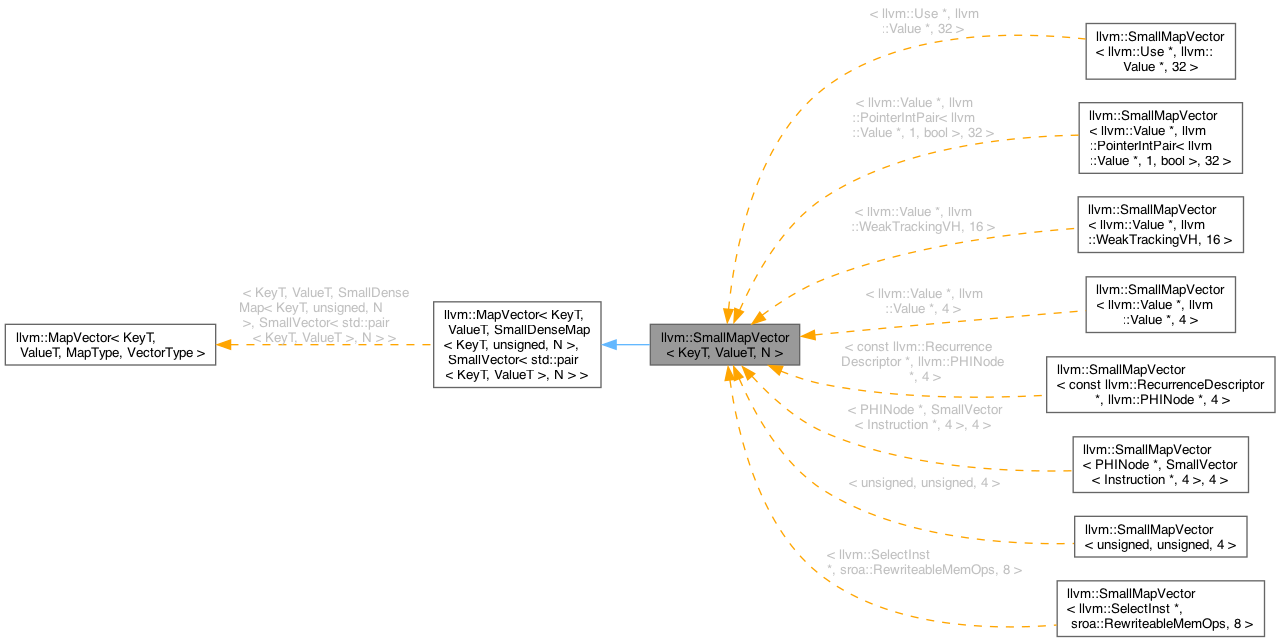 llvm::MapVector< KeyT,
ValueT, MapType, VectorType >
< KeyT, ValueT, SmallDense
Map< KeyT, unsigned, N
>, SmallVector< std::pair
< KeyT, ValueT >, N > >
llvm::MapVector< KeyT,
ValueT, SmallDenseMap
< KeyT, unsigned, N >,
SmallVector< std::pair
< KeyT, ValueT >, N > >
llvm::SmallMapVector
< KeyT, ValueT, N >
< llvm::Use *, llvm
::Value *, 32 >
llvm::SmallMapVector
< llvm::Use *, llvm::
Value *, 32 >
< llvm::Value *, llvm
::PointerIntPair< llvm
::Value *, 1, bool >, 32 >
llvm::SmallMapVector
< llvm::Value *, llvm
::PointerIntPair< llvm
::Value *, 1, bool >, 32 >
< llvm::Value *, llvm
::WeakTrackingVH, 16 >
llvm::SmallMapVector
< llvm::Value *, llvm
::WeakTrackingVH, 16 >
< llvm::Value *, llvm
::Value *, 4 >
llvm::SmallMapVector
< llvm::Value *, llvm
::Value *, 4 >
< const llvm::Recurrence
Descriptor *, llvm::PHINode
*, 4 >
llvm::SmallMapVector
< const llvm::RecurrenceDescriptor
*, llvm::PHINode *, 4 >
< PHINode *, SmallVector
< Instruction *, 4 >, 4 >
llvm::SmallMapVector
< PHINode *, SmallVector
< Instruction *, 4 >, 4 >
< unsigned, unsigned, 4 >
llvm::SmallMapVector
< unsigned, unsigned, 4 >
< llvm::SelectInst
*, sroa::RewriteableMemOps, 8 >
llvm::SmallMapVector
< llvm::SelectInst *,
sroa::RewriteableMemOps, 8 >